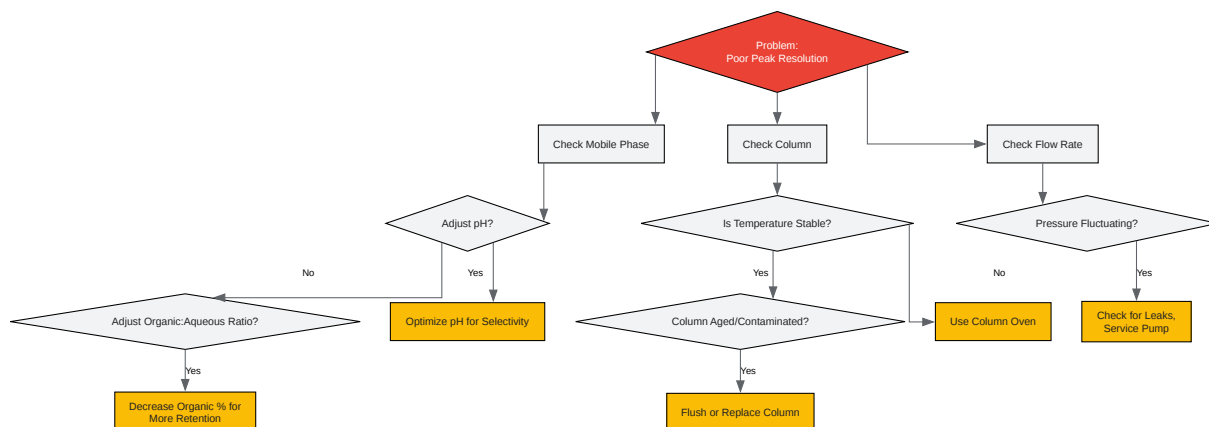 Problem:
Poor Peak Resolution
Check Mobile Phase
Check Column
Check Flow Rate
Adjust pH?
Is Temperature Stable?
Pressure Fluctuating?
No
Yes
Yes
No
Yes
Adjust Organic:Aqueous Ratio?
Optimize pH for Selectivity
Column Aged/Contaminated?
Use Column Oven
Check for Leaks,
Service Pump
Yes
Yes
Decrease Organic % for
More Retention
Flush or Replace Column